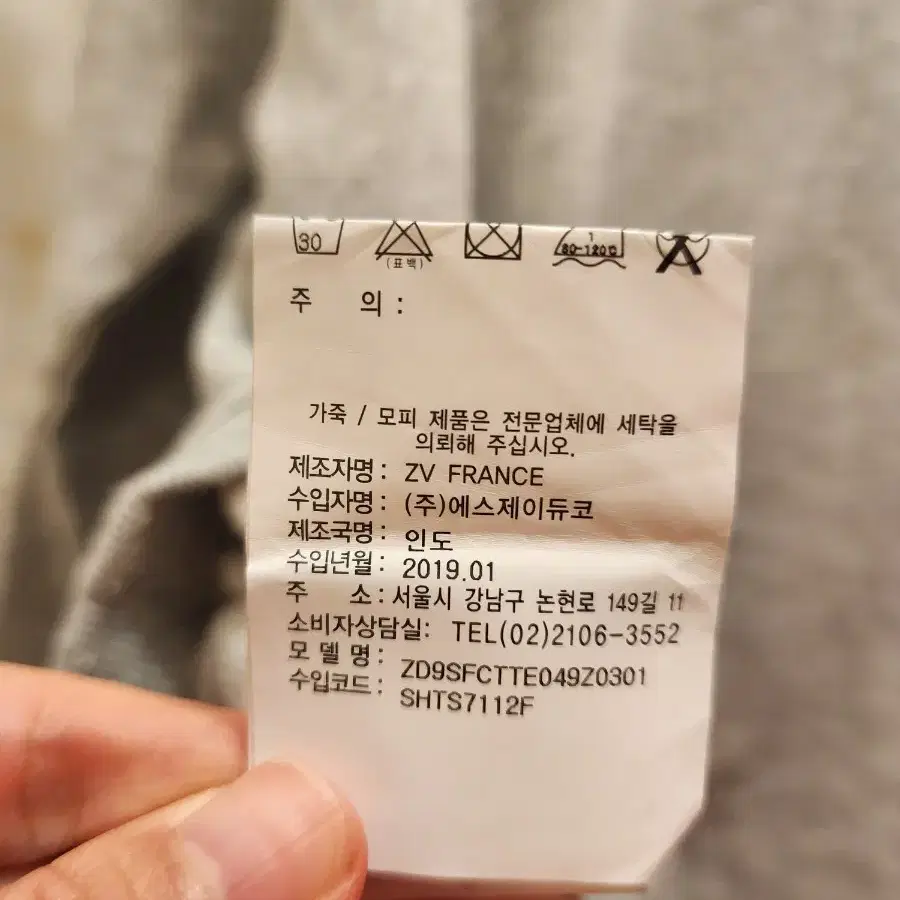 30 (표백) 1 80-120℃
주 의 :
가죽 / 모피 제품은 전문업체에 세탁을
의뢰해 주십시오.
제조자명 : ZV FRANCE
수입자명 : (주)에스제이듀코
제조국명 : 인도
수입년월 : 2019.01
주 소 : 서울시 강남구 논현로 149길 11
소비자상담실: TEL(02)2106-3552
모 델 명 : ZD9SFCTTE049Z0301
수입코드 : SHTS7112F